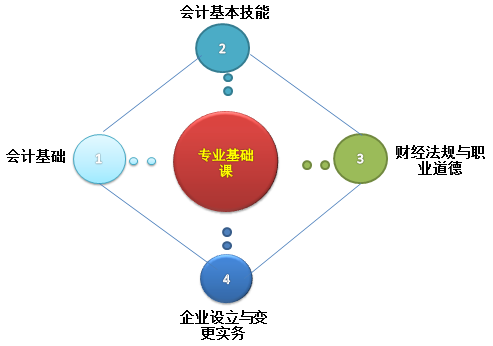 会计基本技能
2
会计基础
1
专业基础
课
3
财经法规与职
业道德
4
企业设立与变
更实务